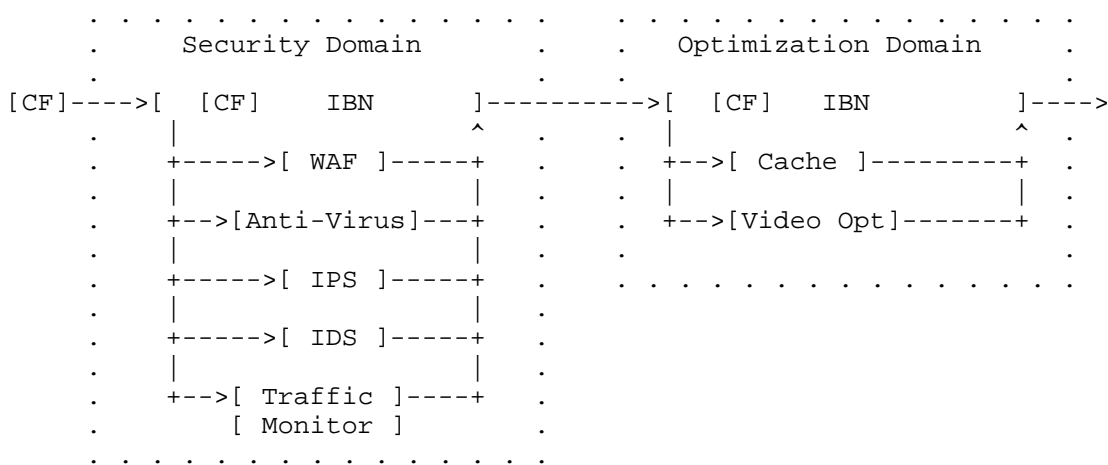 Security Domain Optimization Domain
[CF]---->[ [CF] IBN ]---------->[ [CF] IBN ]---->
+----->[ WAF ]-----+ +-->[ Cache ]---------+
+-->[Anti-Virus]---+ +-->[Video Opt]-------+
+----->[ IPS ]-----+
+----->[ IDS ]-----+
+-->[ Traffic ]----+
[ Monitor ]